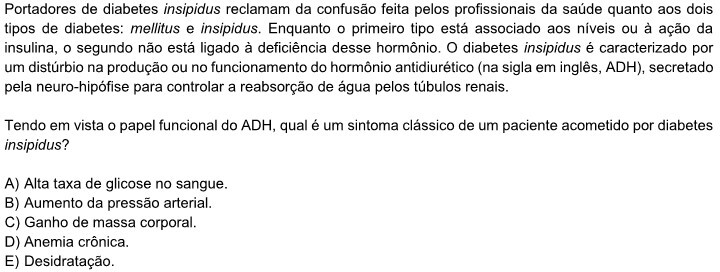 Portadores de diabetes insipidus reclamam da confusão feita pelos profissionais da saúde quanto aos dois
tipos de diabetes: mellitus e insipidus. Enquanto o primeiro tipo está associado aos níveis ou à ação da
insulina, o segundo não está ligado à deficiência desse hormônio. O diabetes insipidus é caracterizado por
um distúrbio na produção ou no funcionamento do hormônio antidiurético (na sigla em inglês, ADH), secretado
pela neuro-hipófise para controlar a reabsorção de água pelos túbulos renais.
Tendo em vista o papel funcional do ADH, qual é um sintoma clássico de um paciente acometido por diabetes
insipidus?
A) Alta taxa de glicose no sangue.
B) Aumento da pressão arterial.
C) Ganho de massa corporal.
D) Anemia crônica.
E) Desidratação.